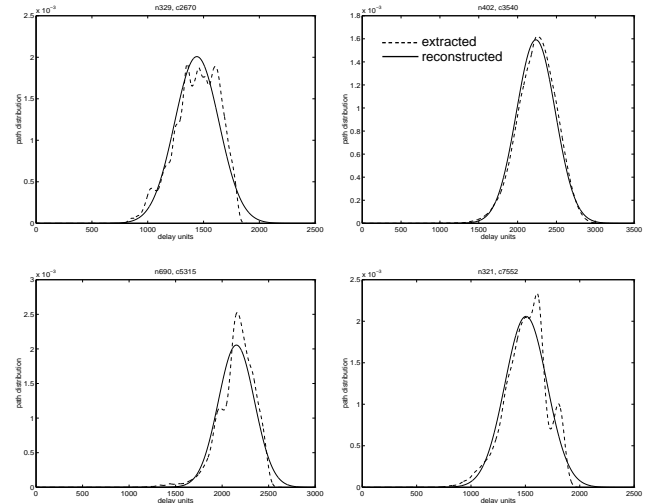 n329, c2670
x 10⁻³
2.5
2
1.5
1
0.5
0
path distribution
0 500 1000 1500 2000 2500
delay units
n402, c3540
x 10⁻³
1.8
1.6
1.4
1.2
1
0.8
0.6
0.4
0.2
0
path distribution
extracted
reconstructed
0 500 1000 1500 2000 2500 3000 3500
delay units
n690, c5315
x 10⁻³
3
2.5
2
1.5
1
0.5
0
path distribution
0 500 1000 1500 2000 2500 3000
delay units
n321, c7552
x 10⁻³
2.5
2
1.5
1
0.5
0
path distribution
0 500 1000 1500 2000 2500
delay units